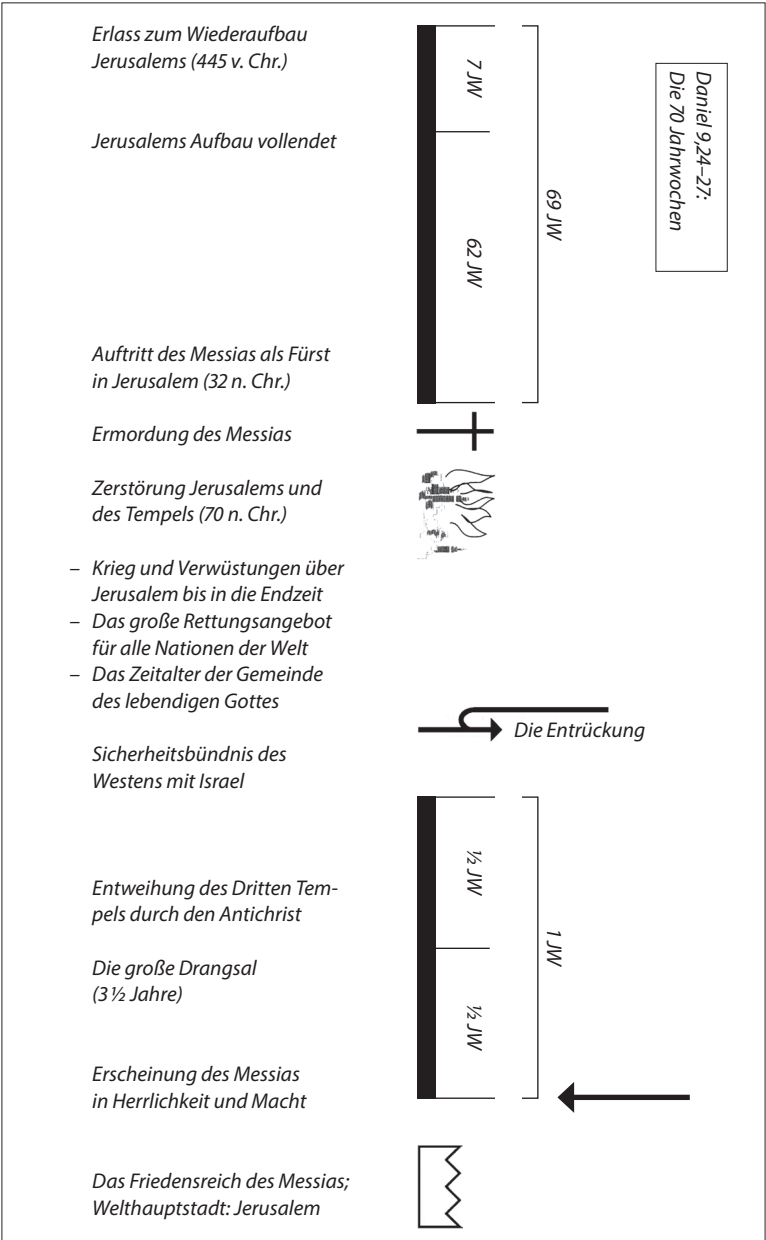 Daniel 9,24–27:
Die 70 Jahrwochen
Erlass zum Wiederaufbau
Jerusalems (445 v. Chr.)
7 JW
Jerusalems Aufbau vollendet
69 JW
62 JW
Auftritt des Messias als Fürst
in Jerusalem (32 n. Chr.)
Ermordung des Messias
Zerstörung Jerusalems und
des Tempels (70 n. Chr.)
– Krieg und Verwüstungen über
Jerusalem bis in die Endzeit
– Das große Rettungsangebot
für alle Nationen der Welt
– Das Zeitalter der Gemeinde
des lebendigen Gottes
Die Entrückung
Sicherheitsbündnis des
Westens mit Israel
½ JW
Entweihung des Dritten Tem-
pels durch den Antichrist
1 JW
Die große Drangsal
(3 ½ Jahre)
½ JW
Erscheinung des Messias
in Herrlichkeit und Macht
Das Friedensreich des Messias;
Welthauptstadt: Jerusalem